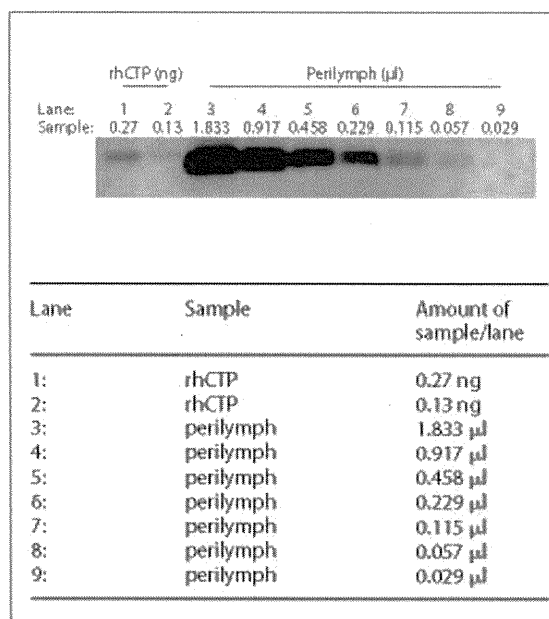 rhCTP (ng) Perilymph (µl)
Lane: 1 2 3 4 5 6 7 8 9
Sample: 0.27 0.13 1.833 0.917 0.458 0.229 0.115 0.057 0.029
Lane Sample Amount of
sample/lane
1: rhCTP 0.27 ng
2: rhCTP 0.13 ng
3: perilymph 1.833 µl
4: perilymph 0.917 µl
5: perilymph 0.458 µl
6: perilymph 0.229 µl
7: perilymph 0.115 µl
8: perilymph 0.057 µl
9: perilymph 0.029 µl